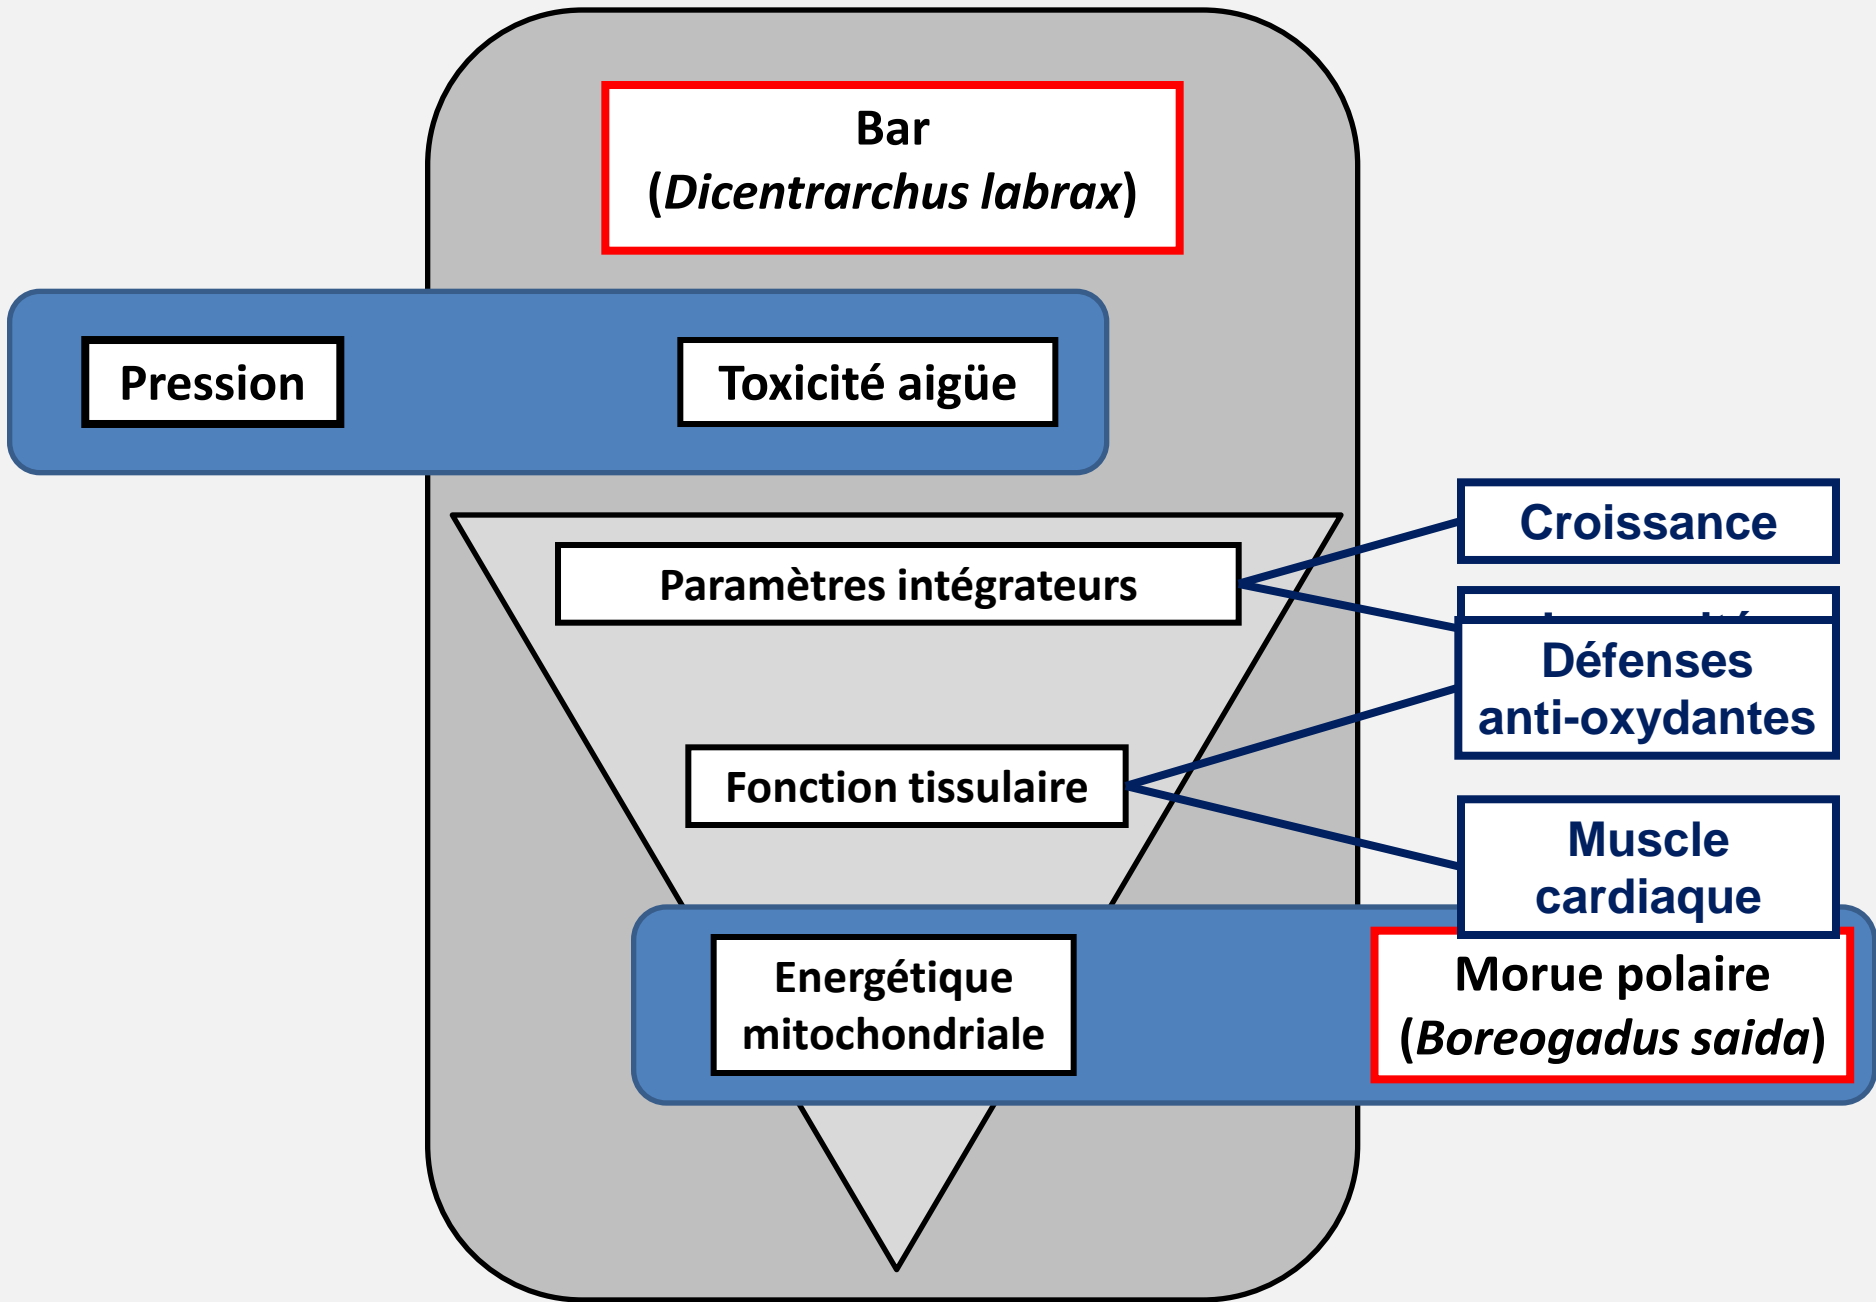 Bar
(Dicentrarchus labrax)
Pression
Toxicité aigüe
Croissance
Paramètres intégrateurs
Défenses
anti-oxydantes
Fonction tissulaire
Muscle
cardiaque
Energétique
mitochondriale
Morue polaire
(Boreogadus saida)